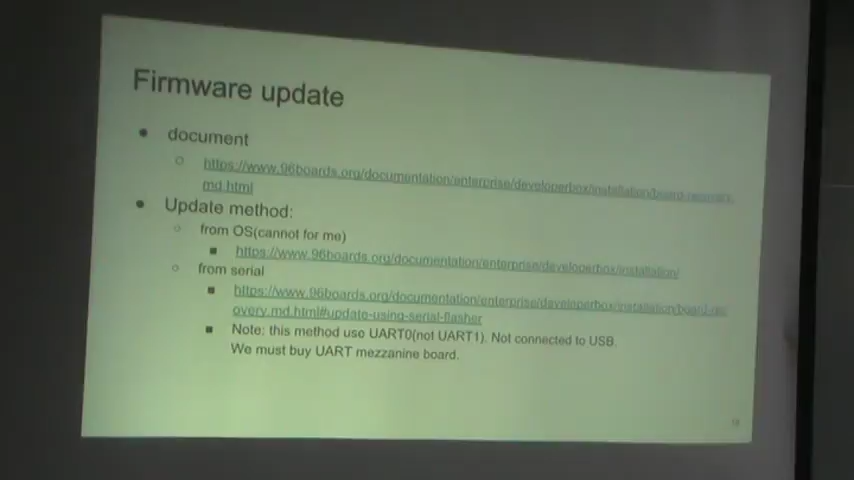 Firmware update
● document
○ https://www.96boards.org/documentation/enterprise/developerbox/installation/board-recovery.
md.html
● Update method:
○ from OS(cannot for me)
■ https://www.96boards.org/documentation/enterprise/developerbox/installation/
○ from serial
■ https://www.96boards.org/documentation/enterprise/developerbox/installation/board-rec
overy.md.html#update-using-serial-flasher
■ Note: this method use UART0(not UART1). Not connected to USB.
We must buy UART mezzanine board.